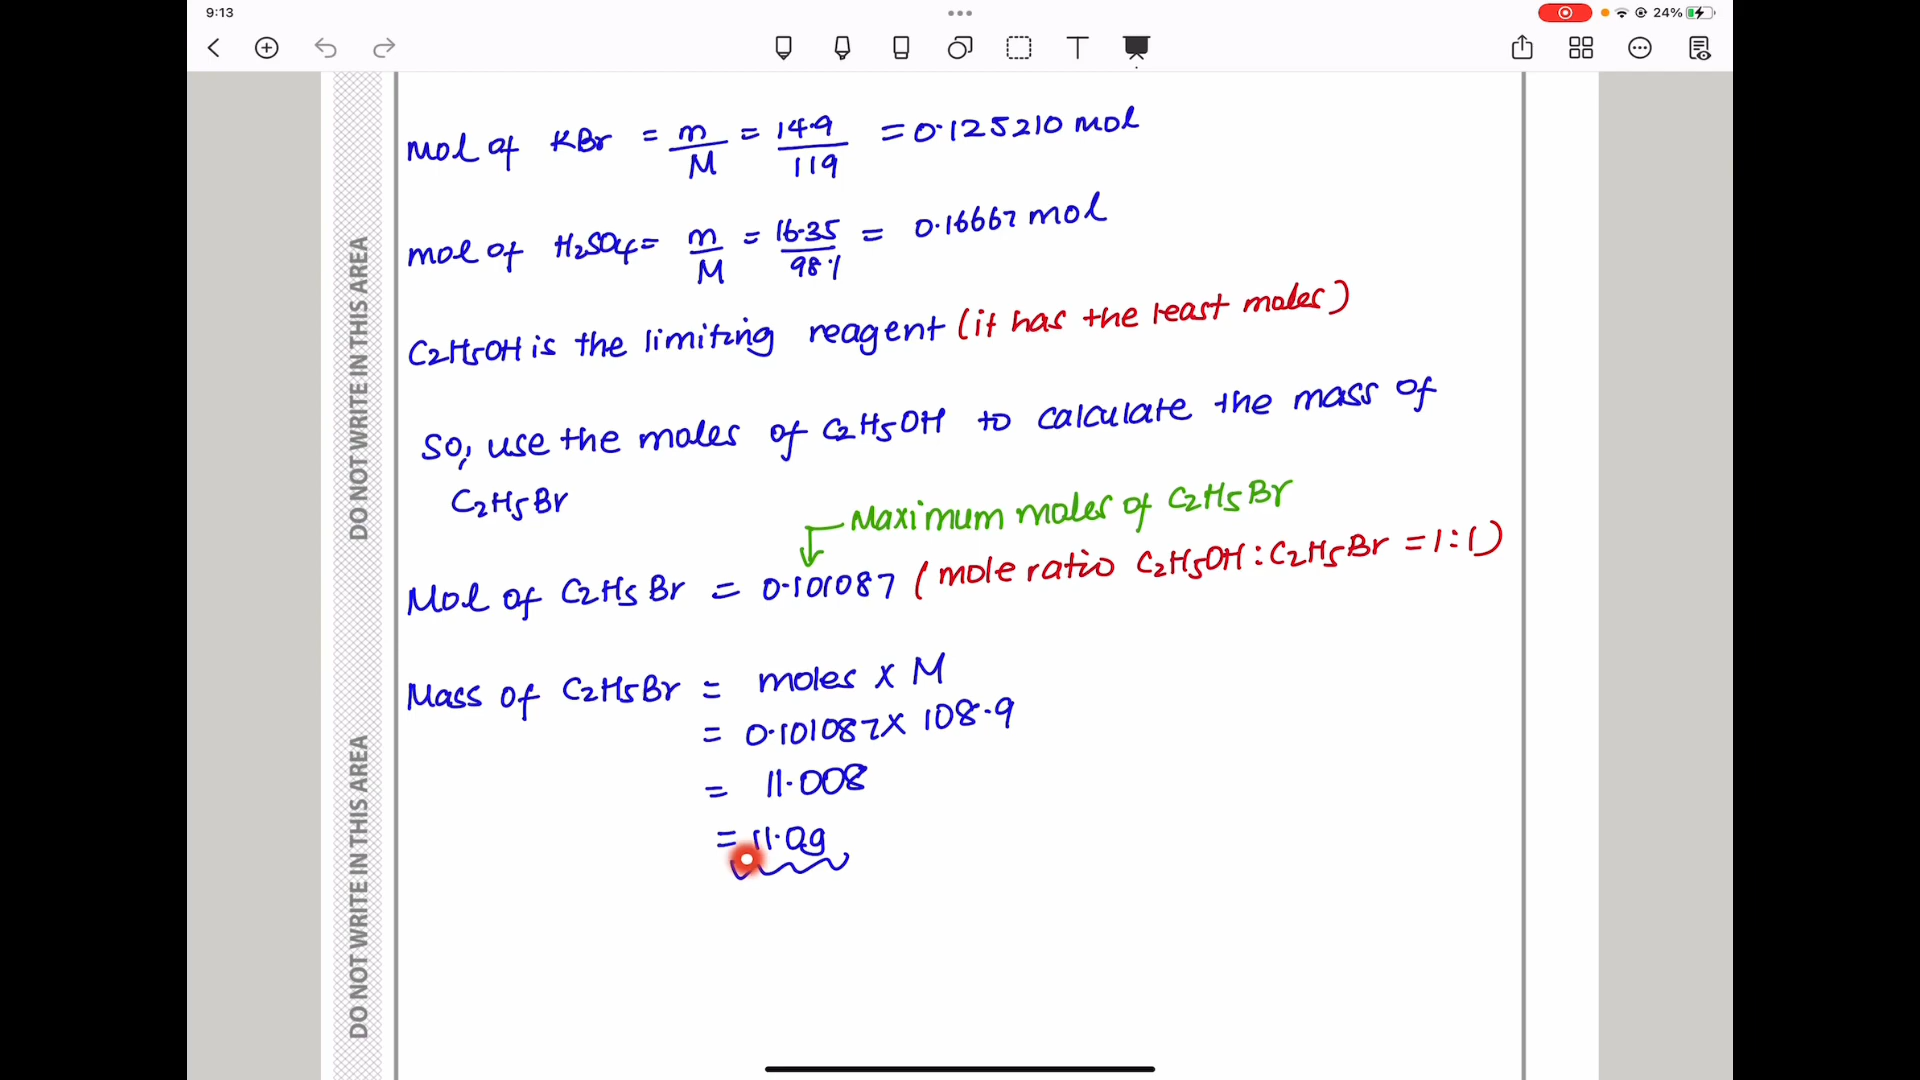 9:13
24%
mol of KBr = m/M = 14.9/119 = 0.125210 mol
mol of H2SO4 = m/M = 16.35/98.1 = 0.16667 mol
C2H5OH is the limiting reagent (it has the least moles)
So, use the moles of C2H5OH to calculate the mass of
C2H5Br
Maximum moles of C2H5Br
Mol of C2H5Br = 0.101087 (mole ratio C2H5OH : C2H5Br = 1:1)
Mass of C2H5Br = moles x M
= 0.101087 x 108.9
= 11.008
= 11.0g
DO NOT WRITE IN THIS AREA
DO NOT WRITE IN THIS AREA